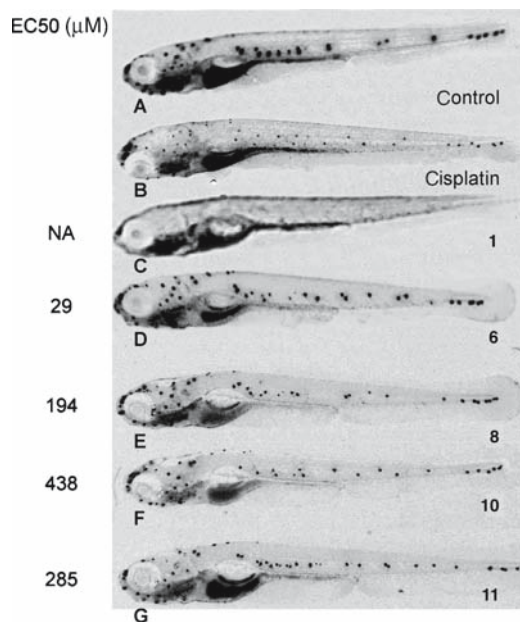 EC50 (μM)
A
Control
B
Cisplatin
NA
1
C
29
D
6
194
E
8
438
F
10
285
11
G